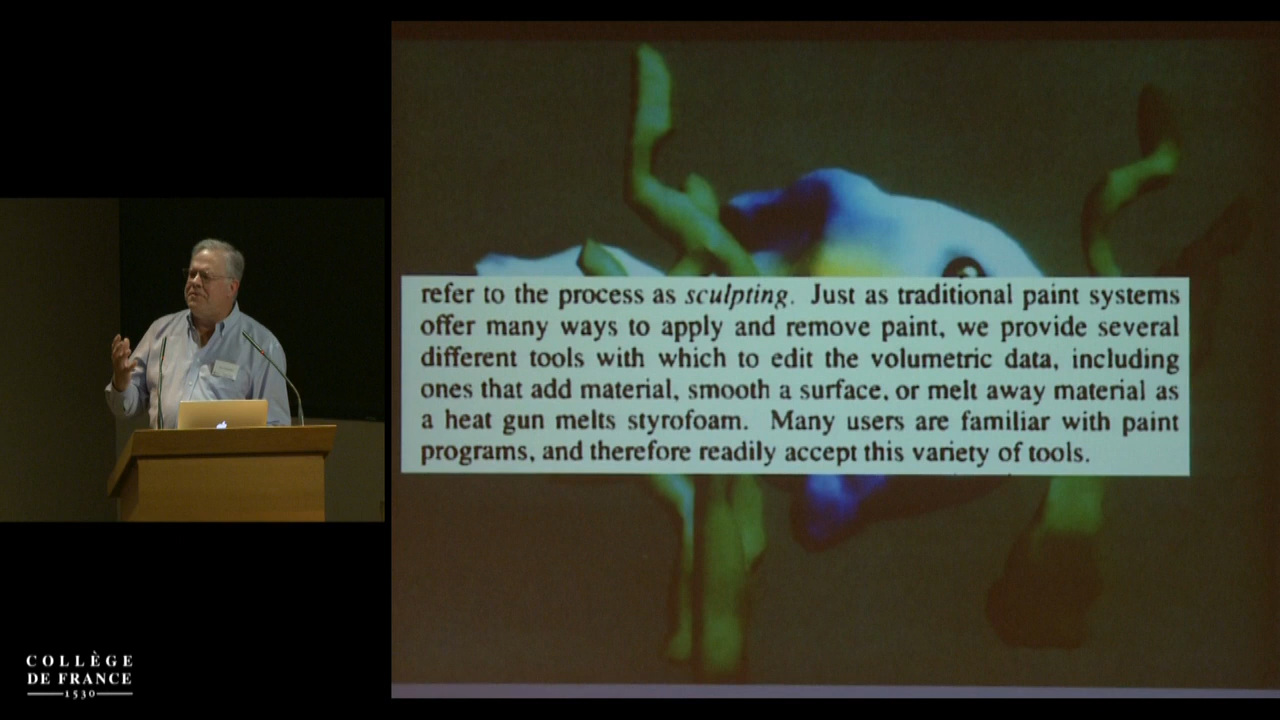 refer to the process as sculpting. Just as traditional paint systems
offer many ways to apply and remove paint, we provide several
different tools with which to edit the volumetric data, including
ones that add material, smooth a surface, or melt away material as
a heat gun melts styrofoam. Many users are familiar with paint
programs, and therefore readily accept this variety of tools.
COLLÈGE
DE FRANCE
1530